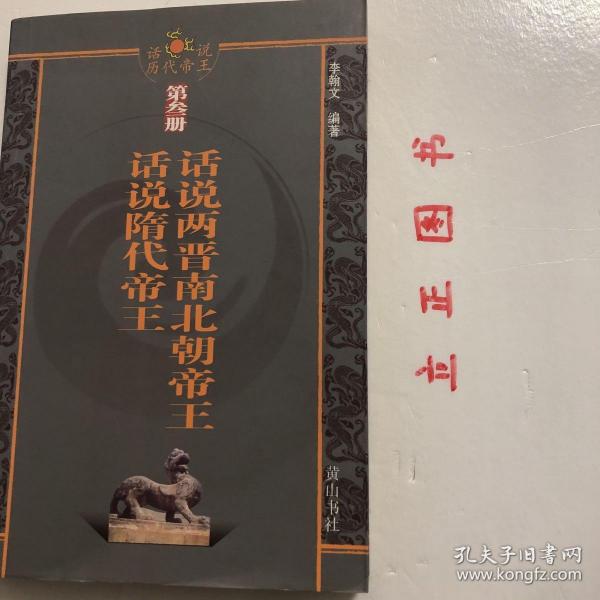 话说
历代帝王
第叁册
李翰文 编著
话说两晋南北朝帝王
话说隋代帝王
黄山书社
立正图书
孔夫子旧书网
www.kongfz.com